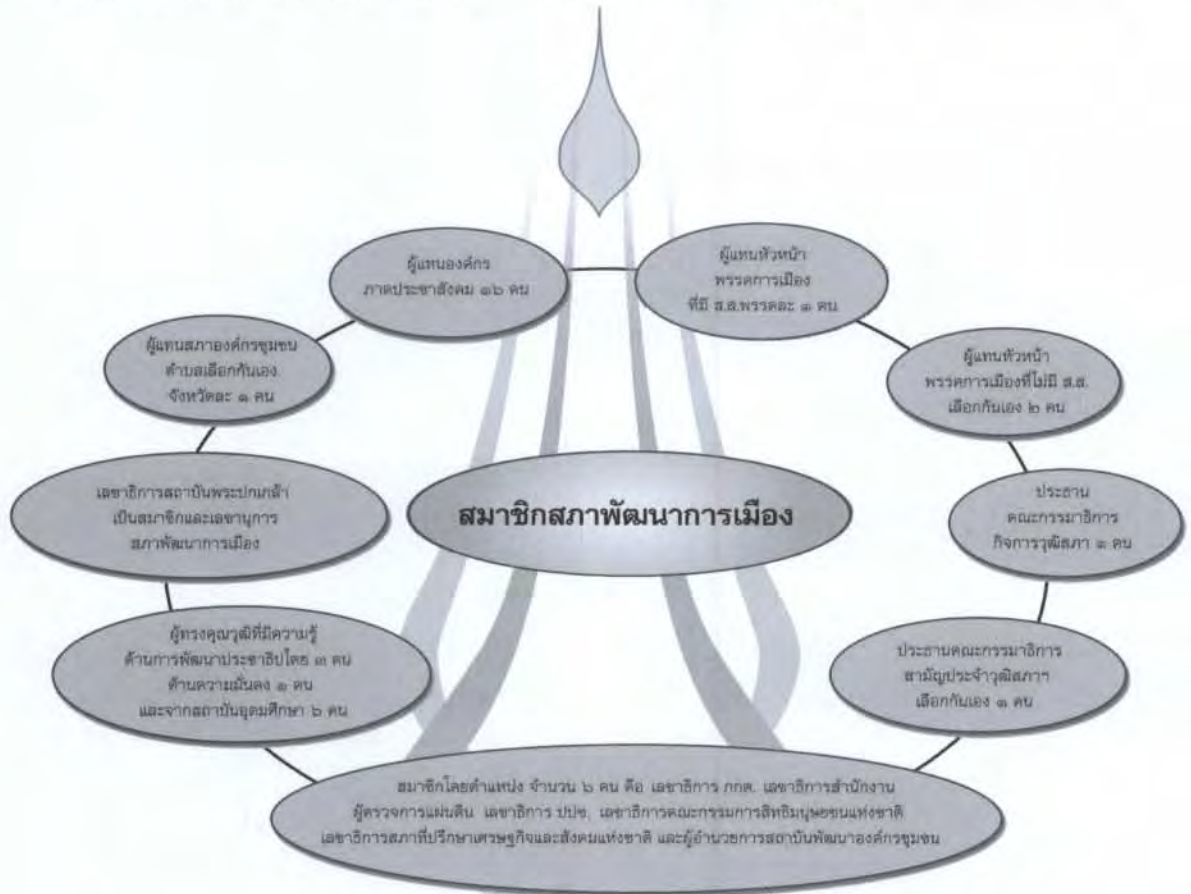 ผู้แทนองค์กร
ภาคประชาสังคม ๑๖ คน
ผู้แทนหัวหน้า
พรรคการเมือง
ที่มี ส.ส.พรรคละ ๑ คน
ผู้แทนสภาองค์กรชุมชน
ตำบลเลือกกันเอง
จังหวัดละ ๑ คน
ผู้แทนหัวหน้า
พรรคการเมืองที่ไม่มี ส.ส.
เลือกกันเอง ๒ คน
เลขาธิการสถาบันพระปกเกล้า
เป็นสมาชิกและเลขานุการ
สภาพัฒนาการเมือง
สมาชิกสภาพัฒนาการเมือง
ประธาน
คณะกรรมาธิการ
กิจการวุฒิสภา ๑ คน
ผู้ทรงคุณวุฒิที่มีความรู้
ด้านการพัฒนาประชาธิปไตย ๓ คน
ด้านความมั่นคง ๑ คน
และจากสถาบันอุดมศึกษา ๖ คน
ประธานคณะกรรมาธิการ
สามัญประจำวุฒิสภาฯ
เลือกกันเอง ๑ คน
สมาชิกโดยตำแหน่ง จำนวน ๖ คน คือ เลขาธิการ กกต. เลขาธิการสำนักงาน
ผู้ตรวจการแผ่นดิน เลขาธิการ ปปช. เลขาธิการคณะกรรมการสิทธิมนุษยชนแห่งชาติ
เลขาธิการสภาที่ปรึกษาเศรษฐกิจและสังคมแห่งชาติ และผู้อำนวยการสถาบันพัฒนาองค์กรชุมชน